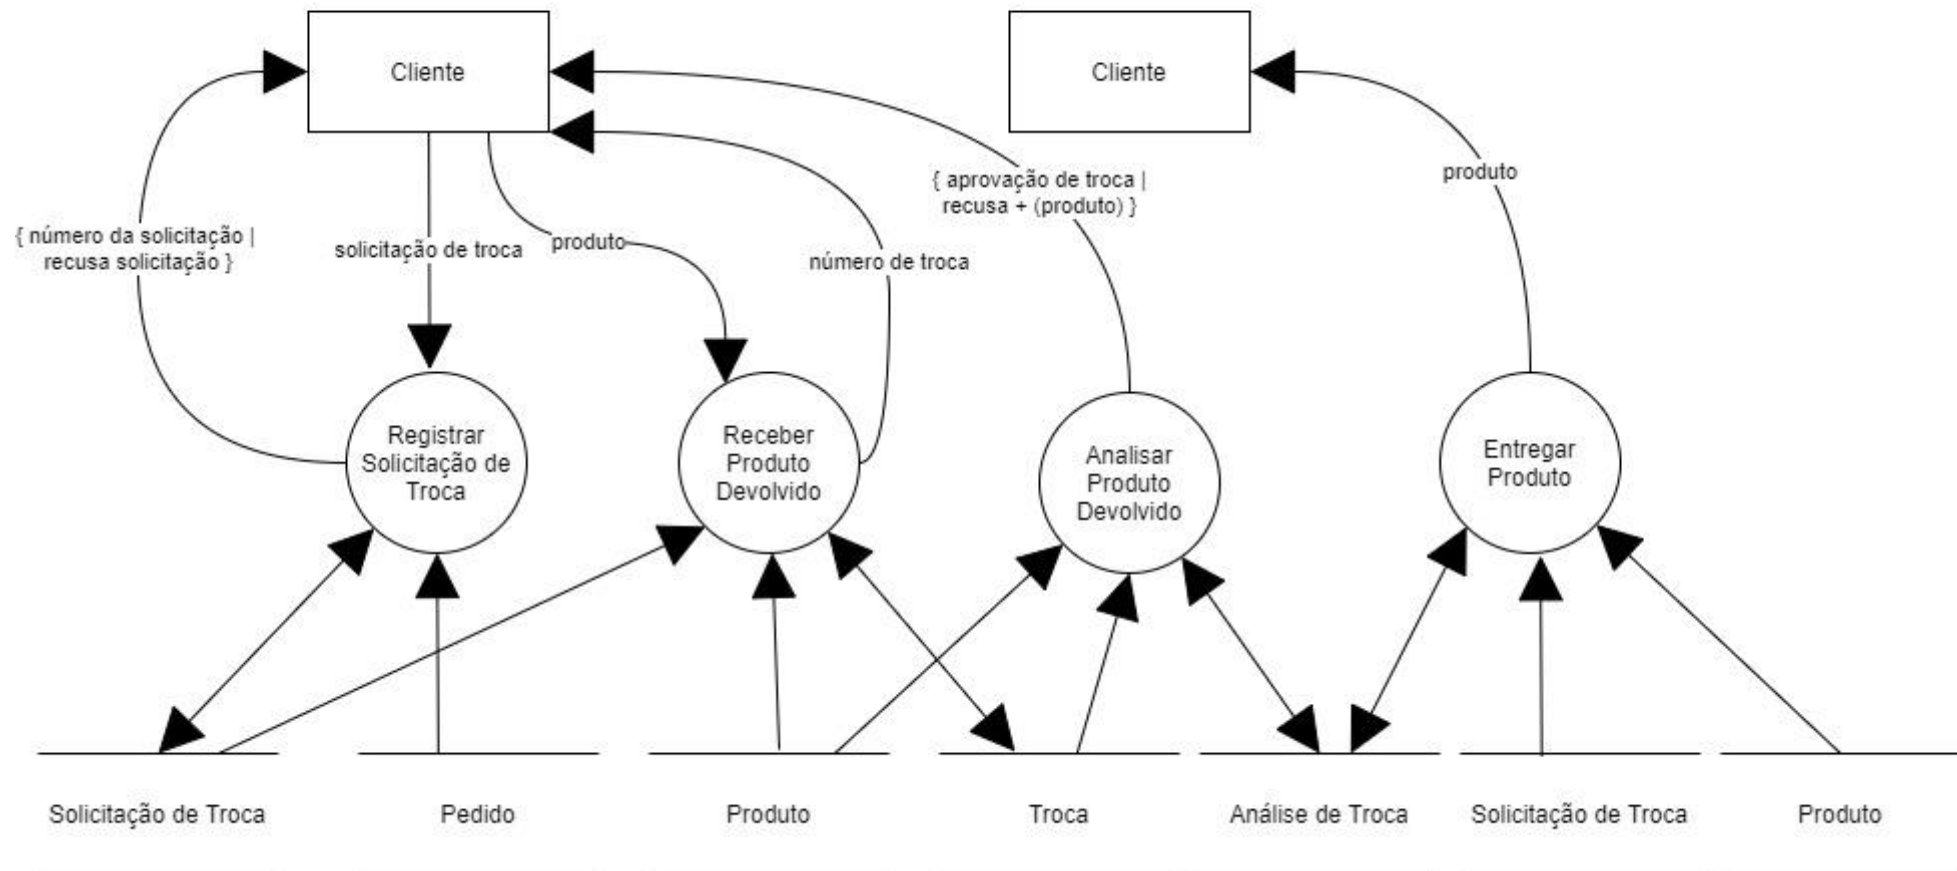 Cliente
Cliente
{ número da solicitação |
recusa solicitação }
solicitação de troca
produto
número de troca
{ aprovação de troca |
recusa + (produto) }
produto
Registrar
Solicitação de
Troca
Receber
Produto
Devolvido
Analisar
Produto
Devolvido
Entregar
Produto
Solicitação de Troca
Pedido
Produto
Troca
Análise de Troca
Solicitação de Troca
Produto